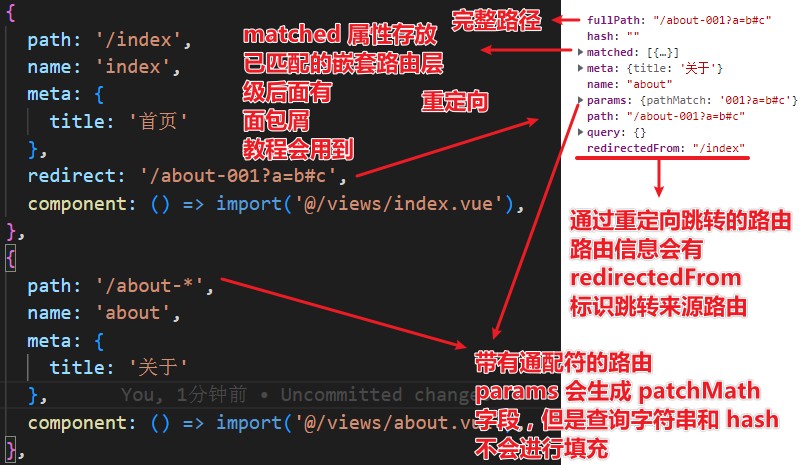 {
path: '/index',
name: 'index',
meta: {
title: '首页'
},
redirect: '/about-001?a=b#c',
component: () => import('@/views/index.vue'),
},
{
path: '/about-*',
name: 'about',
meta: {
title: '关于'
},
You, 1分钟前 • Uncommitted change
component: () => import('@/views/about.vu
},
matched 属性存放
已匹配的嵌套路由层
级后面有
面包屑
教程会用到
完整路径
重定向
fullPath: "/about-001?a=b#c"
hash: ""
matched: [{…}]
meta: {title: '关于'}
name: "about"
params: {pathMatch: '001?a=b#c'}
path: "/about-001?a=b#c"
query: {}
redirectedFrom: "/index"
通过重定向跳转的路由
路由信息会有
redirectedFrom
标识跳转来源路由
带有通配符的路由
params 会生成 patchMath
字段，但是查询字符串和 hash
不会进行填充